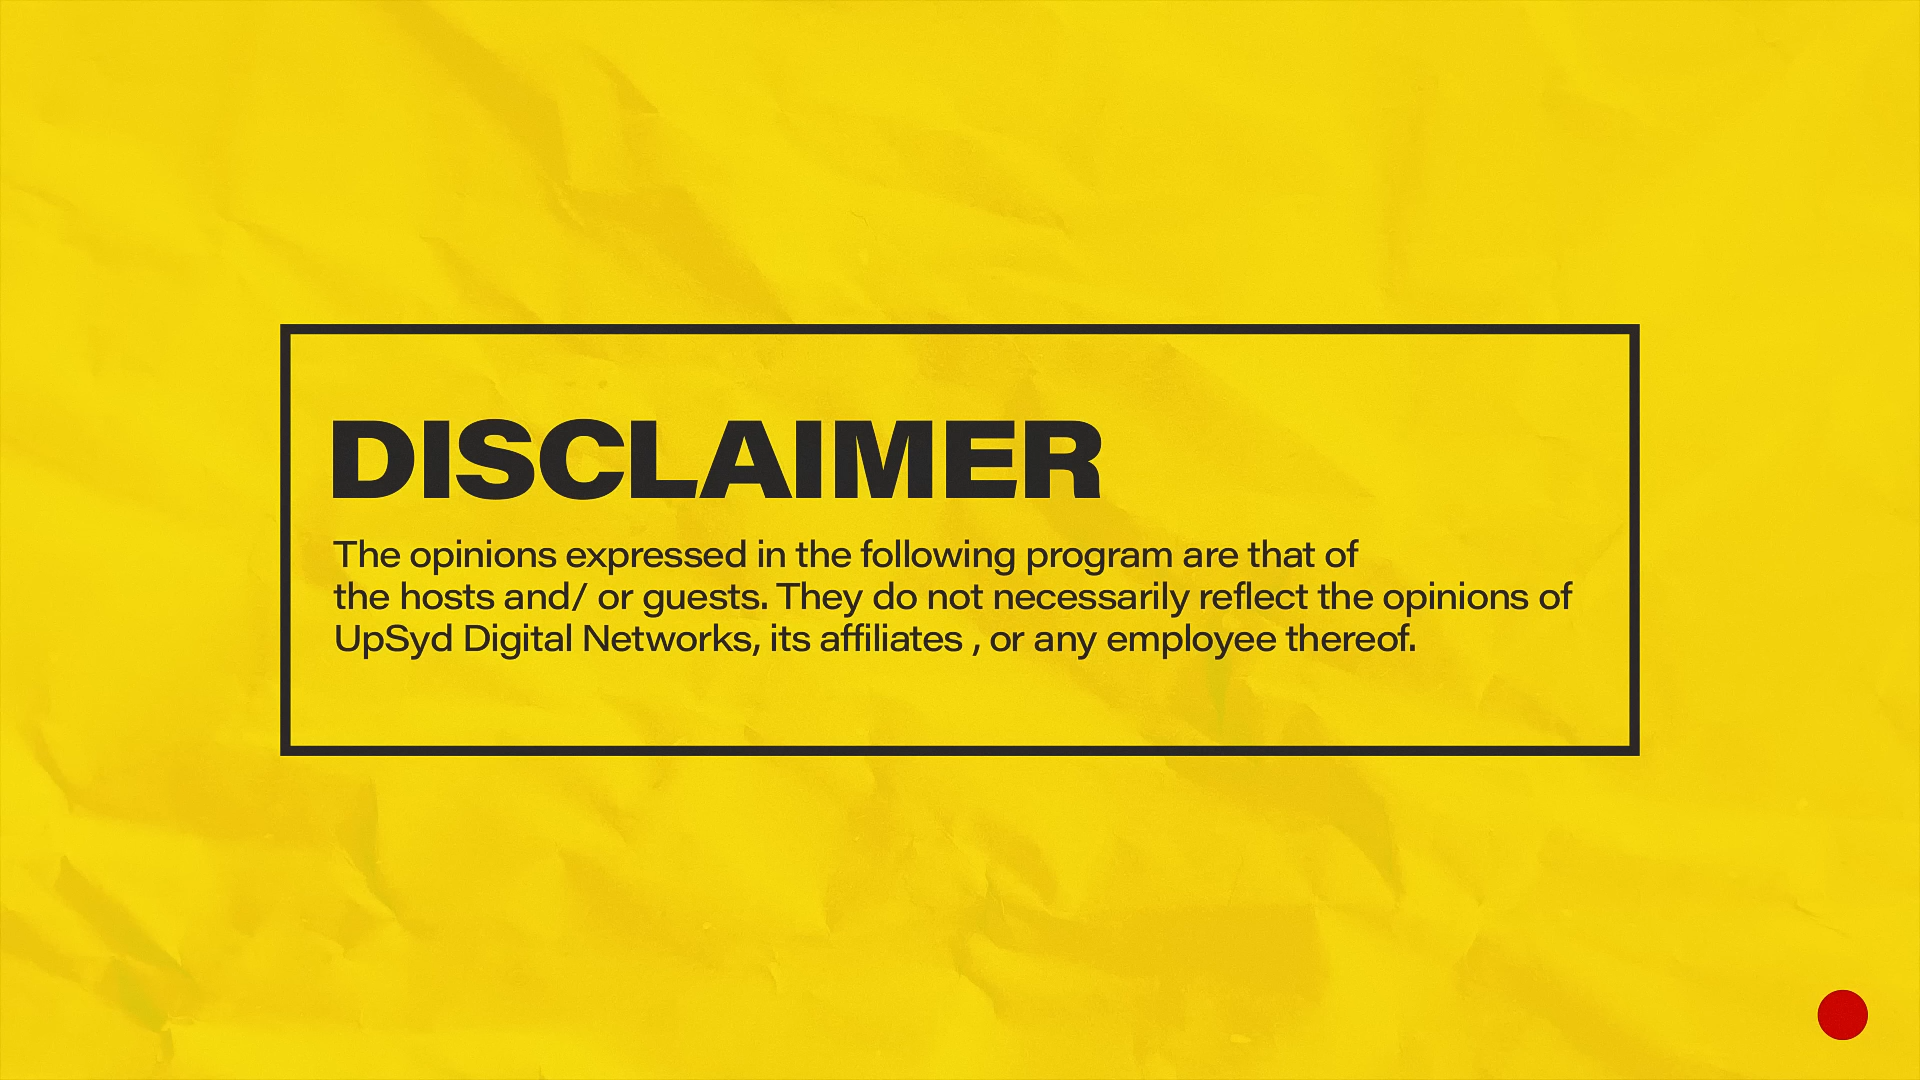 DISCLAIMER
The opinions expressed in the following program are that of
the hosts and/ or guests. They do not necessarily reflect the opinions of
UpSyd Digital Networks, its affiliates , or any employee thereof.